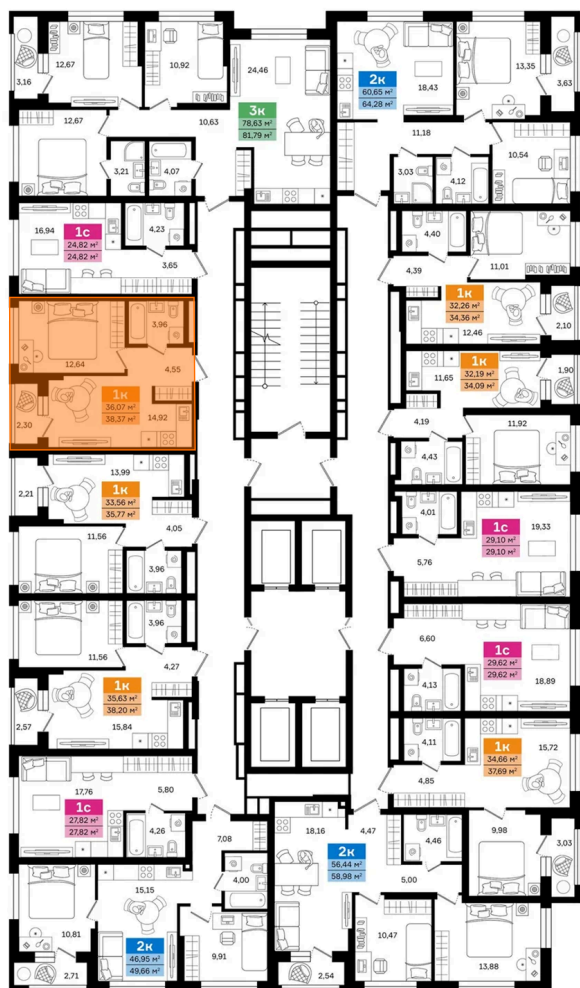 3,16
12,67
10,92
24,46
3к
78,63 м²
81,79 м²
12,67
10,63
3,21
4,07
2к
60,65 м²
64,28 м²
18,43
13,35
3,63
11,18
3,03
4,12
10,54
16,94
1с
24,82 м²
24,82 м²
4,23
3,65
4,40
4,39
11,01
1к
32,26 м²
34,36 м²
12,46
2,10
3,96
12,64
4,55
1к
36,07 м²
38,37 м²
14,92
2,30
1к
32,19 м²
34,09 м²
11,65
1,90
4,19
4,43
11,92
13,99
2,21
1к
33,56 м²
35,77 м²
4,05
11,56
3,96
4,01
1с
29,10 м²
29,10 м²
19,33
5,76
3,96
11,56
4,27
1к
35,63 м²
38,20 м²
2,57
15,84
6,60
1с
29,62 м²
29,62 м²
4,13
18,89
4,11
1к
34,66 м²
37,69 м²
15,72
4,85
17,76
5,80
1с
27,82 м²
27,82 м²
4,26
7,08
4,00
15,15
10,81
2к
46,95 м²
49,66 м²
2,71
9,91
18,16
4,47
2к
56,44 м²
58,98 м²
4,46
5,00
9,98
3,03
10,47
2,54
13,88